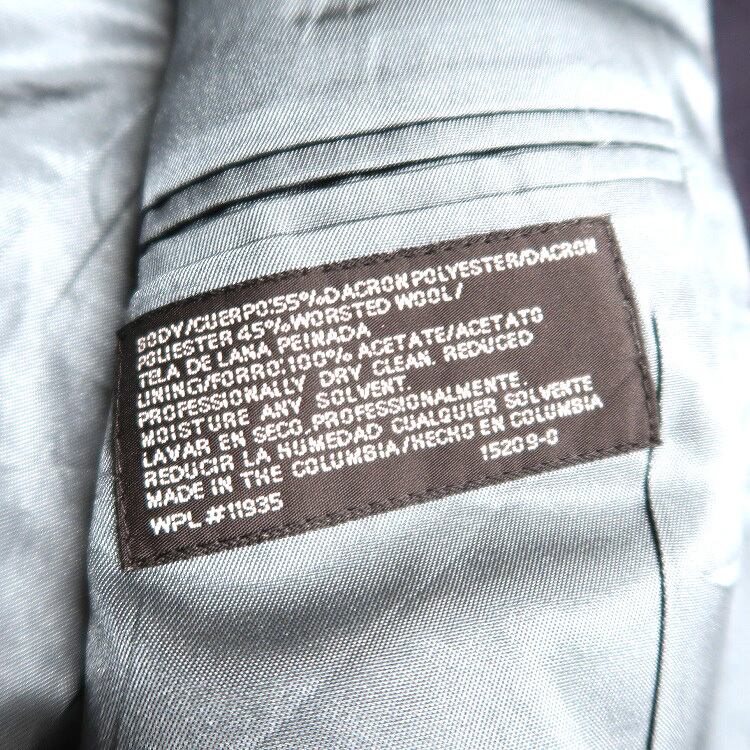 BODY/CUERPO:55%DACRON POLYESTER/DACRON
POLIESTER 45%WORSTED WOOL/
TELA DE LANA PEINADA
LINING/FORRO:100% ACETATE/ACETATO
PROFESSIONALLY DRY CLEAN. REDUCED
MOISTURE ANY SOLVENT.
LAVAR EN SECO PROFESSIONALMENTE.
REDUCIR LA HUMEDAD CUALQUIER SOLVENTE
MADE IN THE COLUMBIA/HECHO EN COLUMBIA
WPL #11935
15209-0